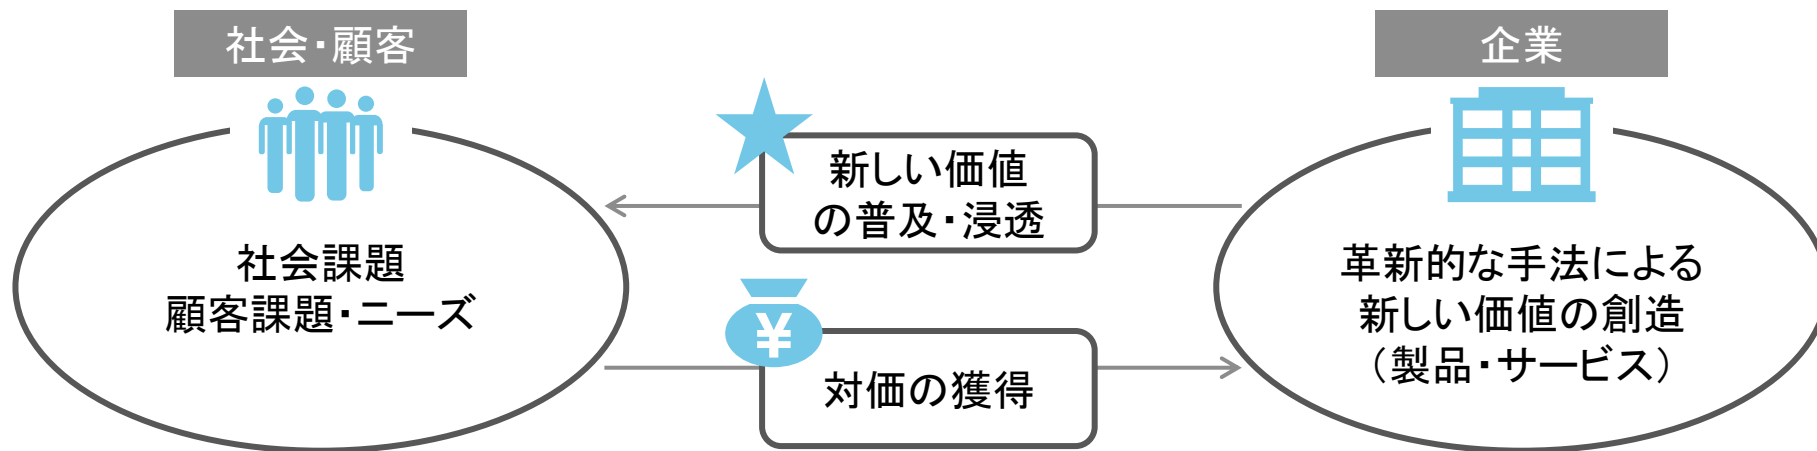 社会・顧客
社会課題
顧客課題・ニーズ
新しい価値
の普及・浸透
¥
対価の獲得
企業
革新的な手法による
新しい価値の創造
（製品・サービス）